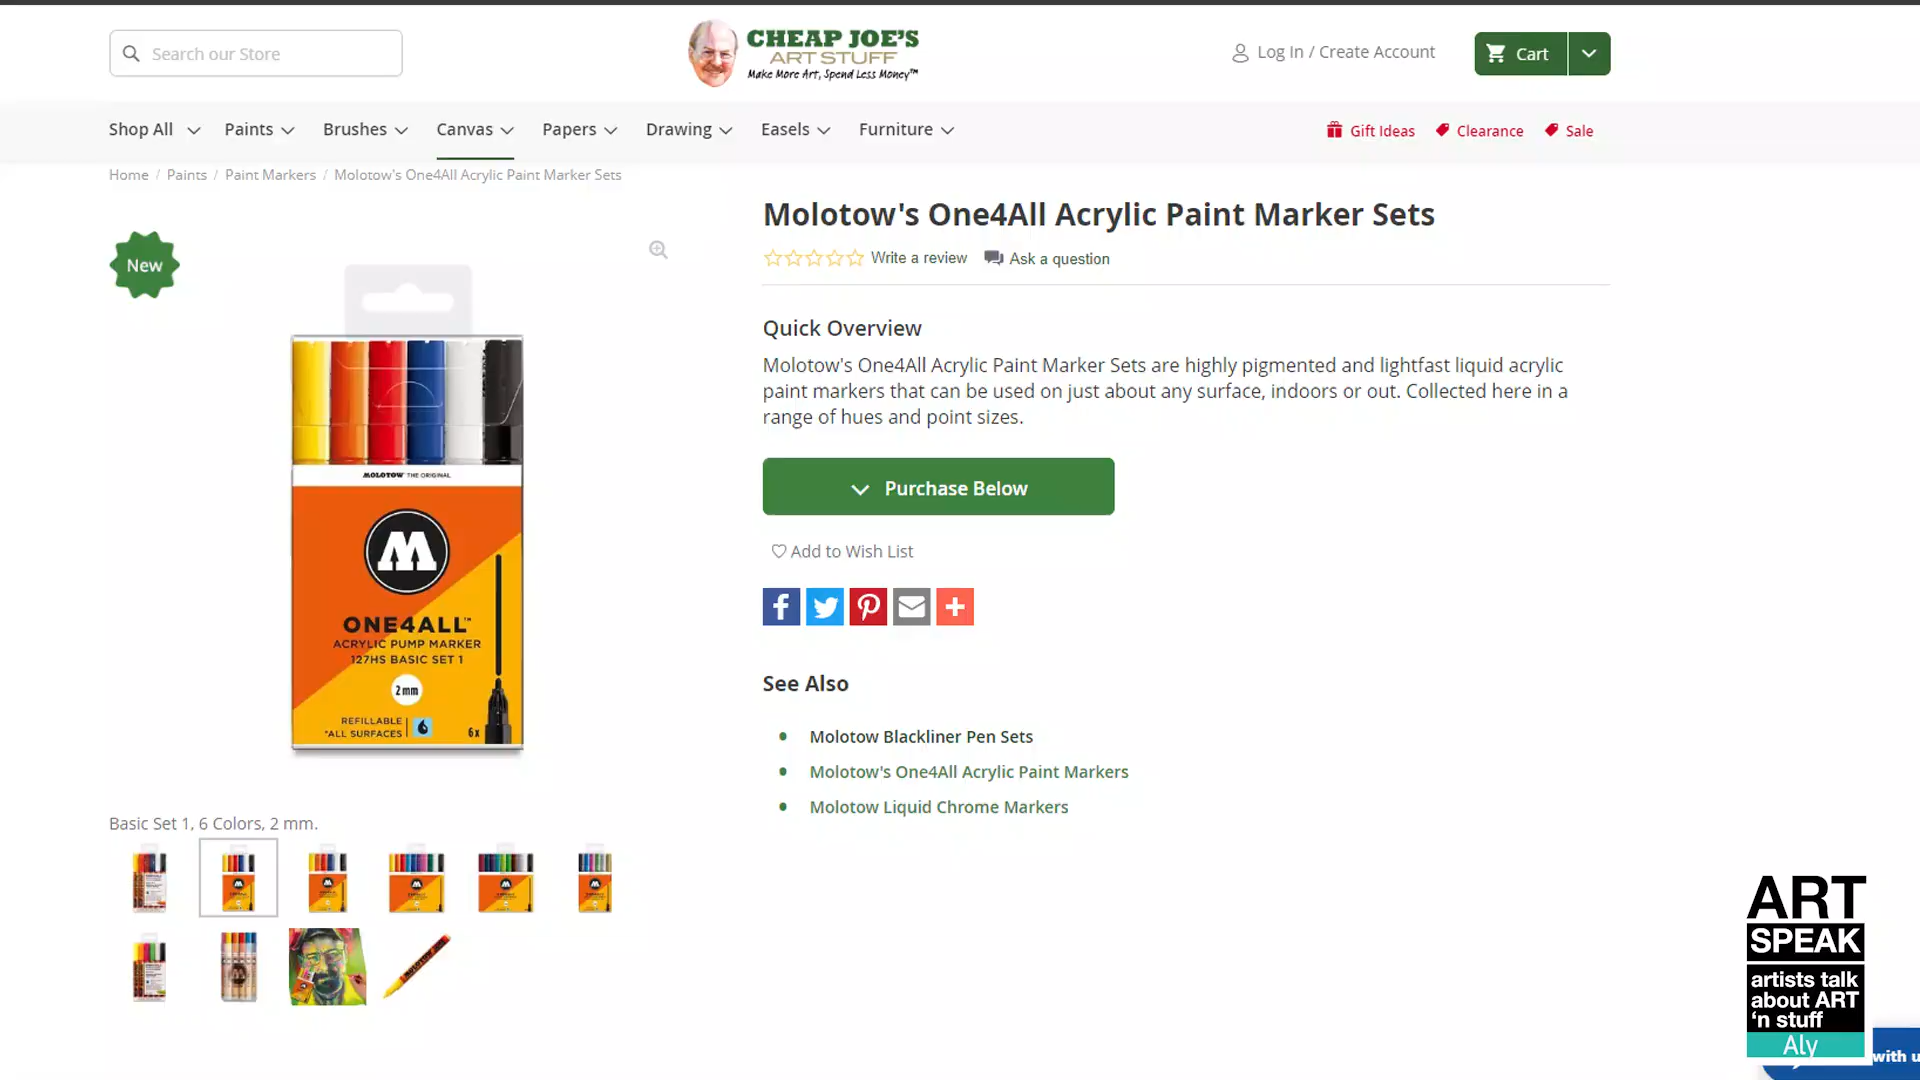 Search our Store
CHEAP JOE'S
ART STUFF
Make More Art, Spend Less Money™
Log In / Create Account
Cart
Shop All
Paints
Brushes
Canvas
Papers
Drawing
Easels
Furniture
Gift Ideas
Clearance
Sale
Home / Paints / Paint Markers / Molotow's One4All Acrylic Paint Marker Sets
New
MOLOTOW THE ORIGINAL
M
ONE4ALL™
ACRYLIC PUMP MARKER
127HS BASIC SET 1
2mm
REFILLABLE
*ALL SURFACES
6x
Basic Set 1, 6 Colors, 2 mm.
Molotow's One4All Acrylic Paint Marker Sets
Write a review
Ask a question
Quick Overview
Molotow's One4All Acrylic Paint Marker Sets are highly pigmented and lightfast liquid acrylic
paint markers that can be used on just about any surface, indoors or out. Collected here in a
range of hues and point sizes.
Purchase Below
Add to Wish List
See Also
Molotow Blackliner Pen Sets
Molotow's One4All Acrylic Paint Markers
Molotow Liquid Chrome Markers
ART
SPEAK
artists talk
about ART
'n stuff
Aly
with u